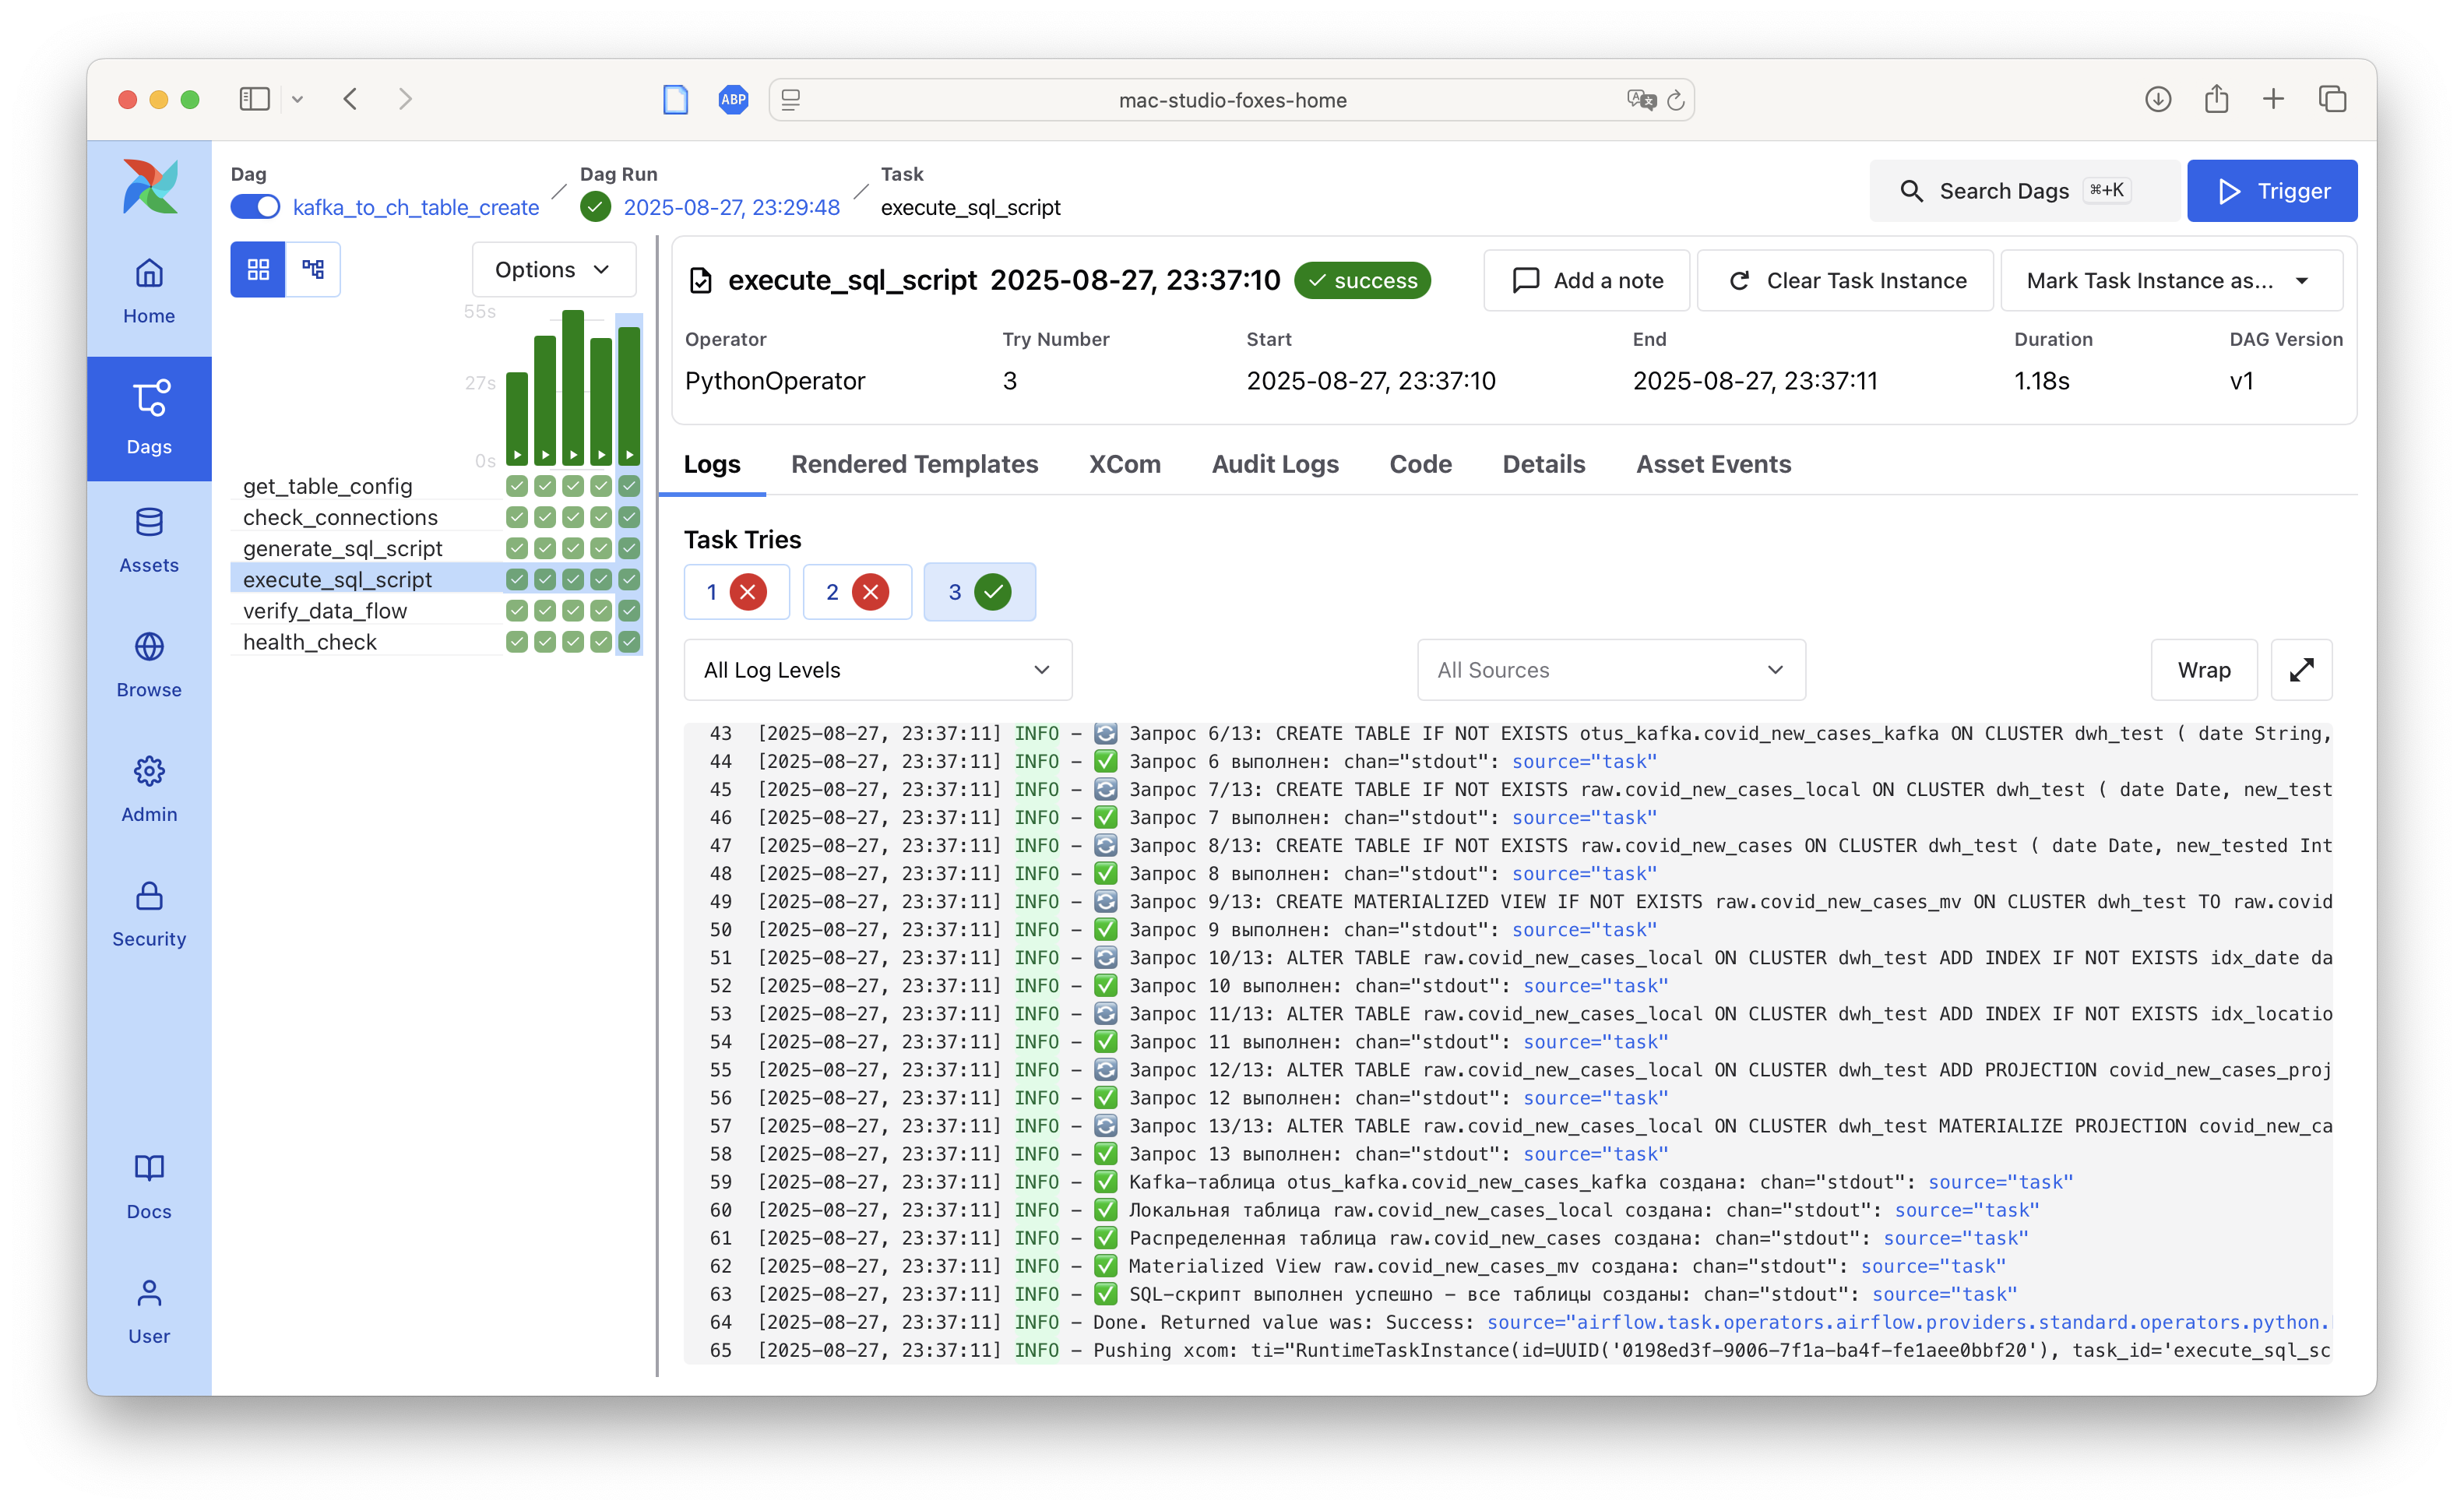 ABP
mac-studio-foxes-home
Dag
kafka_to_ch_table_create
Dag Run
2025-08-27, 23:29:48
Task
execute_sql_script
Search Dags
⌘+K
Trigger
Home
Dags
Assets
Browse
Admin
Security
Docs
User
Options
55s
27s
0s
get_table_config
check_connections
generate_sql_script
execute_sql_script
verify_data_flow
health_check
execute_sql_script 2025-08-27, 23:37:10 success
Add a note
Clear Task Instance
Mark Task Instance as...
Operator Try Number Start End Duration DAG Version
PythonOperator 3 2025-08-27, 23:37:10 2025-08-27, 23:37:11 1.18s v1
Logs Rendered Templates XCom Audit Logs Code Details Asset Events
Task Tries
1 2 3
All Log Levels All Sources Wrap
43 [2025-08-27, 23:37:11] INFO - 🔄 Запрос 6/13: CREATE TABLE IF NOT EXISTS otus_kafka.covid_new_cases_kafka ON CLUSTER dwh_test ( date String,
44 [2025-08-27, 23:37:11] INFO - ✅ Запрос 6 выполнен: chan="stdout": source="task"
45 [2025-08-27, 23:37:11] INFO - 🔄 Запрос 7/13: CREATE TABLE IF NOT EXISTS raw.covid_new_cases_local ON CLUSTER dwh_test ( date Date, new_test
46 [2025-08-27, 23:37:11] INFO - ✅ Запрос 7 выполнен: chan="stdout": source="task"
47 [2025-08-27, 23:37:11] INFO - 🔄 Запрос 8/13: CREATE TABLE IF NOT EXISTS raw.covid_new_cases ON CLUSTER dwh_test ( date Date, new_tested Int
48 [2025-08-27, 23:37:11] INFO - ✅ Запрос 8 выполнен: chan="stdout": source="task"
49 [2025-08-27, 23:37:11] INFO - 🔄 Запрос 9/13: CREATE MATERIALIZED VIEW IF NOT EXISTS raw.covid_new_cases_mv ON CLUSTER dwh_test TO raw.covid
50 [2025-08-27, 23:37:11] INFO - ✅ Запрос 9 выполнен: chan="stdout": source="task"
51 [2025-08-27, 23:37:11] INFO - 🔄 Запрос 10/13: ALTER TABLE raw.covid_new_cases_local ON CLUSTER dwh_test ADD INDEX IF NOT EXISTS idx_date da
52 [2025-08-27, 23:37:11] INFO - ✅ Запрос 10 выполнен: chan="stdout": source="task"
53 [2025-08-27, 23:37:11] INFO - 🔄 Запрос 11/13: ALTER TABLE raw.covid_new_cases_local ON CLUSTER dwh_test ADD INDEX IF NOT EXISTS idx_locatio
54 [2025-08-27, 23:37:11] INFO - ✅ Запрос 11 выполнен: chan="stdout": source="task"
55 [2025-08-27, 23:37:11] INFO - 🔄 Запрос 12/13: ALTER TABLE raw.covid_new_cases_local ON CLUSTER dwh_test ADD PROJECTION covid_new_cases_proj
56 [2025-08-27, 23:37:11] INFO - ✅ Запрос 12 выполнен: chan="stdout": source="task"
57 [2025-08-27, 23:37:11] INFO - 🔄 Запрос 13/13: ALTER TABLE raw.covid_new_cases_local ON CLUSTER dwh_test MATERIALIZE PROJECTION covid_new_ca
58 [2025-08-27, 23:37:11] INFO - ✅ Запрос 13 выполнен: chan="stdout": source="task"
59 [2025-08-27, 23:37:11] INFO - ✅ Kafka-таблица otus_kafka.covid_new_cases_kafka создана: chan="stdout": source="task"
60 [2025-08-27, 23:37:11] INFO - ✅ Локальная таблица raw.covid_new_cases_local создана: chan="stdout": source="task"
61 [2025-08-27, 23:37:11] INFO - ✅ Распределенная таблица raw.covid_new_cases создана: chan="stdout": source="task"
62 [2025-08-27, 23:37:11] INFO - ✅ Materialized View raw.covid_new_cases_mv создана: chan="stdout": source="task"
63 [2025-08-27, 23:37:11] INFO - ✅ SQL-скрипт выполнен успешно - все таблицы созданы: chan="stdout": source="task"
64 [2025-08-27, 23:37:11] INFO - Done. Returned value was: Success: source="airflow.task.operators.airflow.providers.standard.operators.python.
65 [2025-08-27, 23:37:11] INFO - Pushing xcom: ti="RuntimeTaskInstance(id=UUID('0198ed3f-9006-7f1a-ba4f-fe1aee0bbf20'), task_id='execute_sql_sc